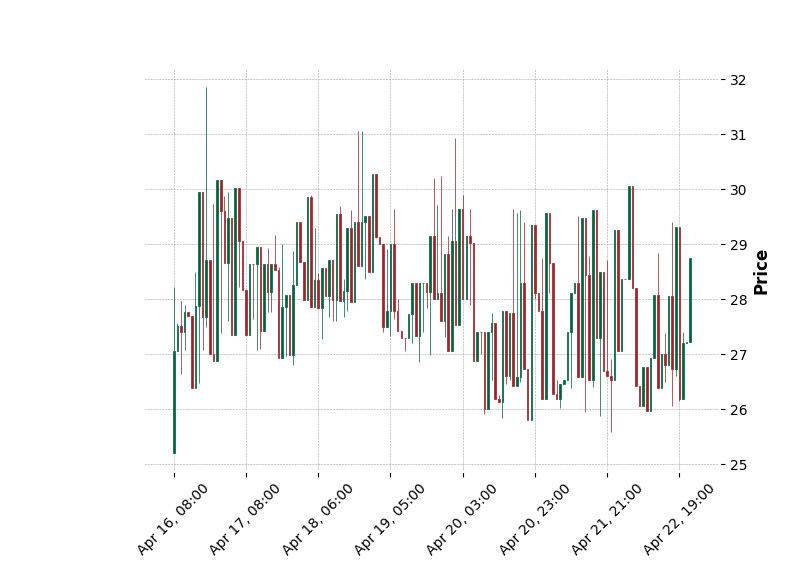 32
31
30
29
28
27
26
25
Price
Apr 16, 08:00
Apr 17, 08:00
Apr 18, 06:00
Apr 19, 05:00
Apr 20, 03:00
Apr 20, 23:00
Apr 21, 21:00
Apr 22, 19:00